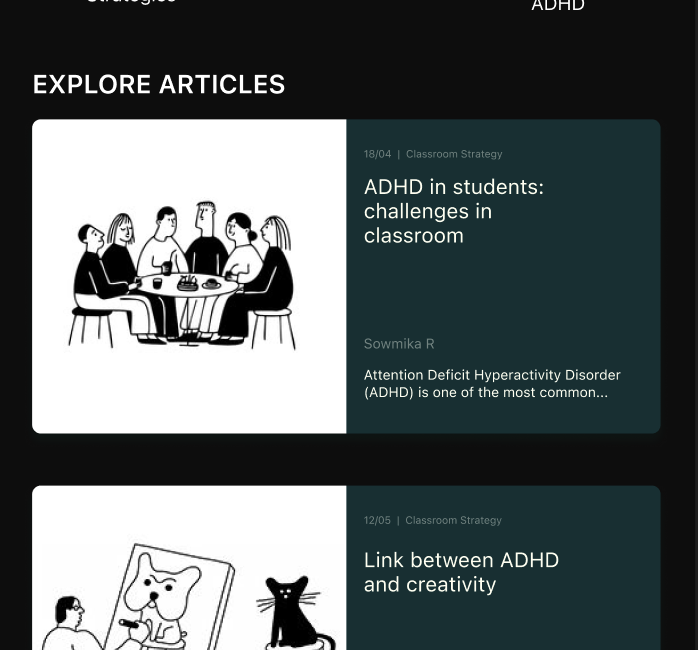 Strategies
ADHD
EXPLORE ARTICLES
18/04 | Classroom Strategy
ADHD in students:
challenges in
classroom
Sowmika R
Attention Deficit Hyperactivity Disorder
(ADHD) is one of the most common...
12/05 | Classroom Strategy
Link between ADHD
and creativity